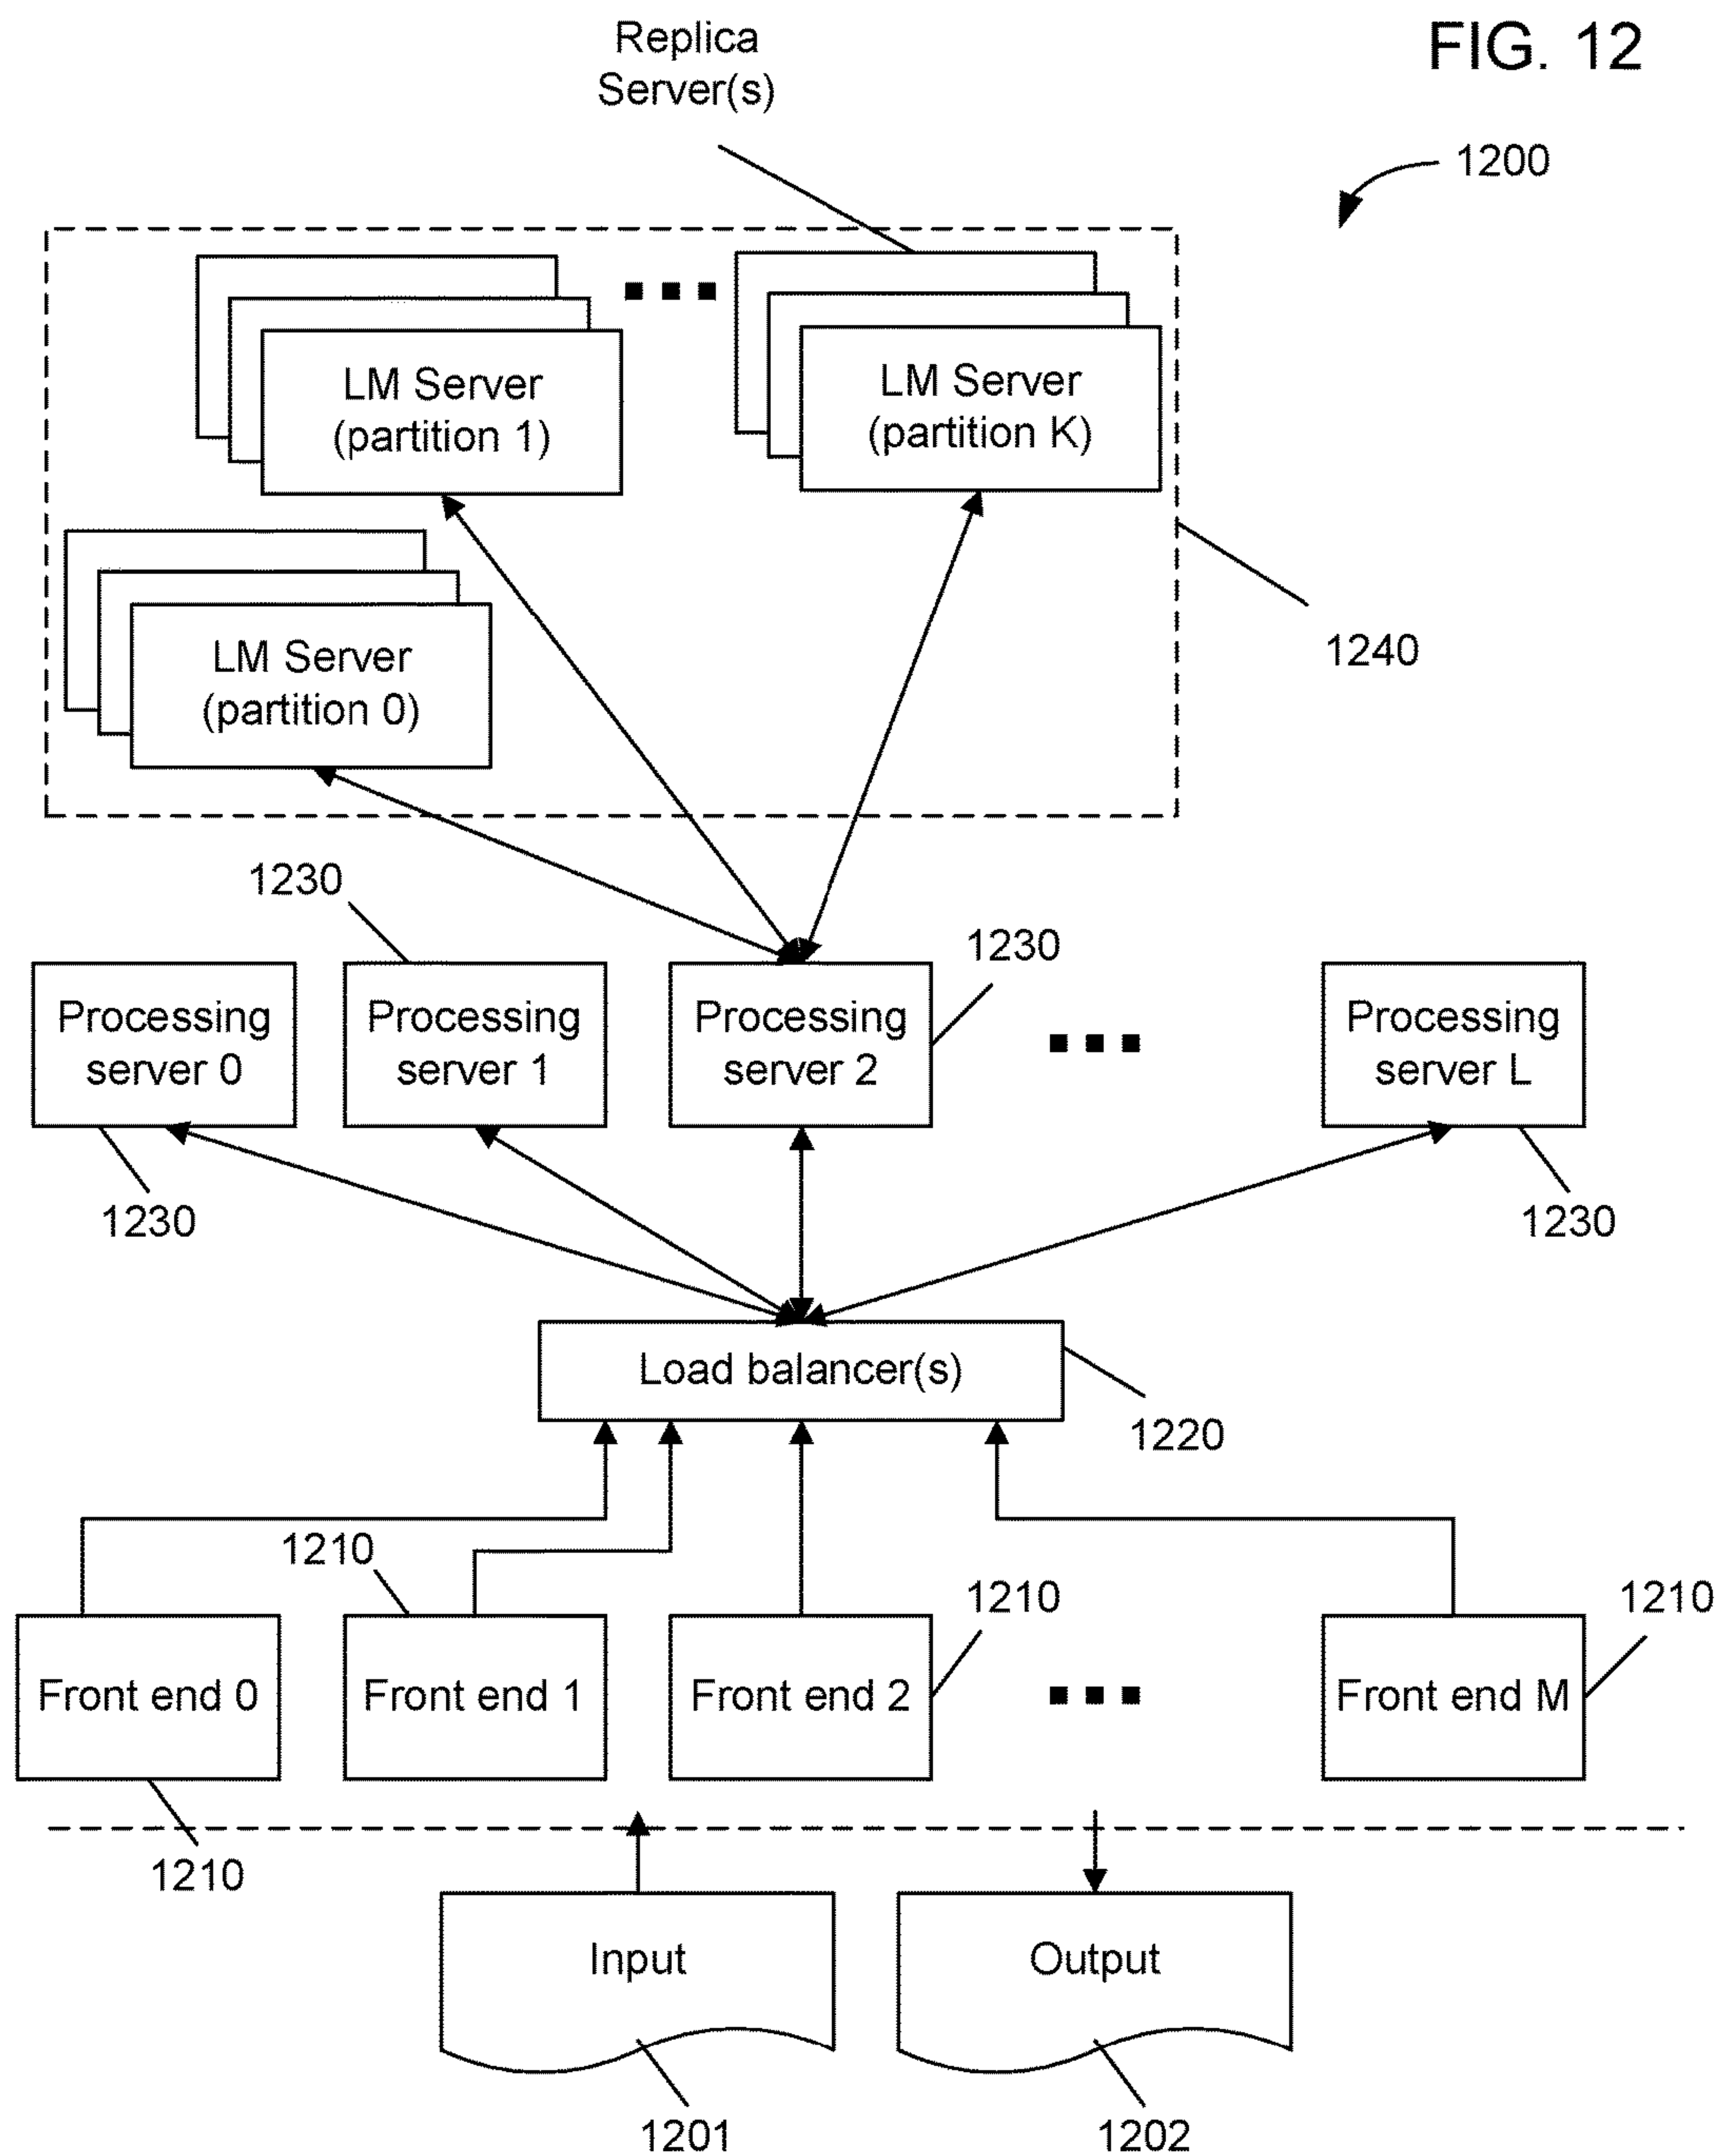 FIG. 12
Replica
Server(s)
1200
LM Server
(partition 1)
LM Server
(partition K)
LM Server
(partition 0)
1240
1230
1230
Processing
server 0
Processing
server 1
Processing
server 2
Processing
server L
1230
1230
Load balancer(s)
1220
1210
1210
1210
Front end 0
Front end 1
Front end 2
Front end M
1210
Input
Output
1201
1202